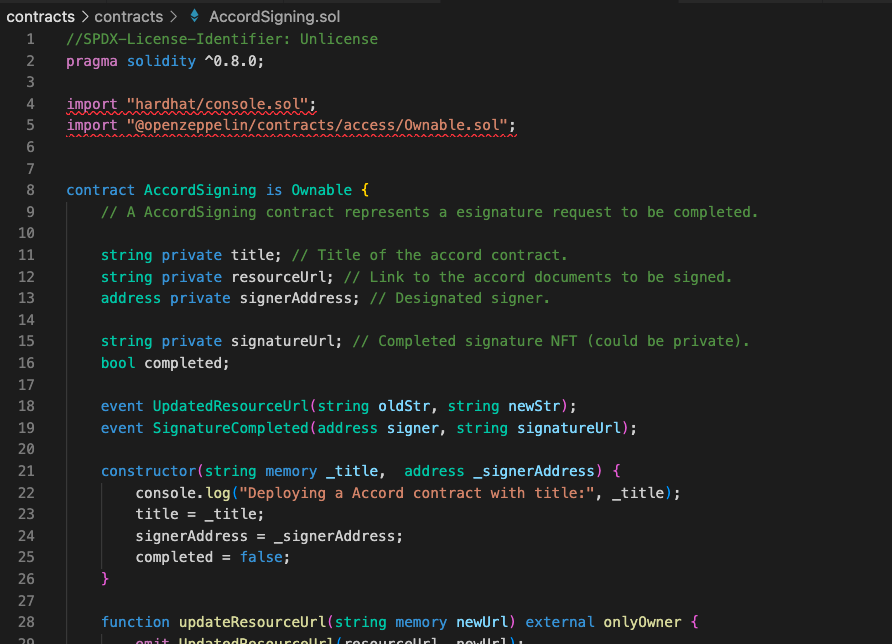 contracts > contracts > AccordSigning.sol
1 //SPDX-License-Identifier: Unlicense
2 pragma solidity ^0.8.0;
3
4 import "hardhat/console.sol";
5 import "@openzeppelin/contracts/access/Ownable.sol";
6
7
8 contract AccordSigning is Ownable {
9 // A AccordSigning contract represents a esignature request to be completed.
10
11 string private title; // Title of the accord contract.
12 string private resourceUrl; // Link to the accord documents to be signed.
13 address private signerAddress; // Designated signer.
14
15 string private signatureUrl; // Completed signature NFT (could be private).
16 bool completed;
17
18 event UpdatedResourceUrl(string oldStr, string newStr);
19 event SignatureCompleted(address signer, string signatureUrl);
20
21 constructor(string memory _title,  address _signerAddress) {
22 console.log("Deploying a Accord contract with title:", _title);
23 title = _title;
24 signerAddress = _signerAddress;
25 completed = false;
26 }
27
28 function updateResourceUrl(string memory newUrl) external onlyOwner {
29 emit UpdatedResourceUrl(resourceUrl, newUrl);